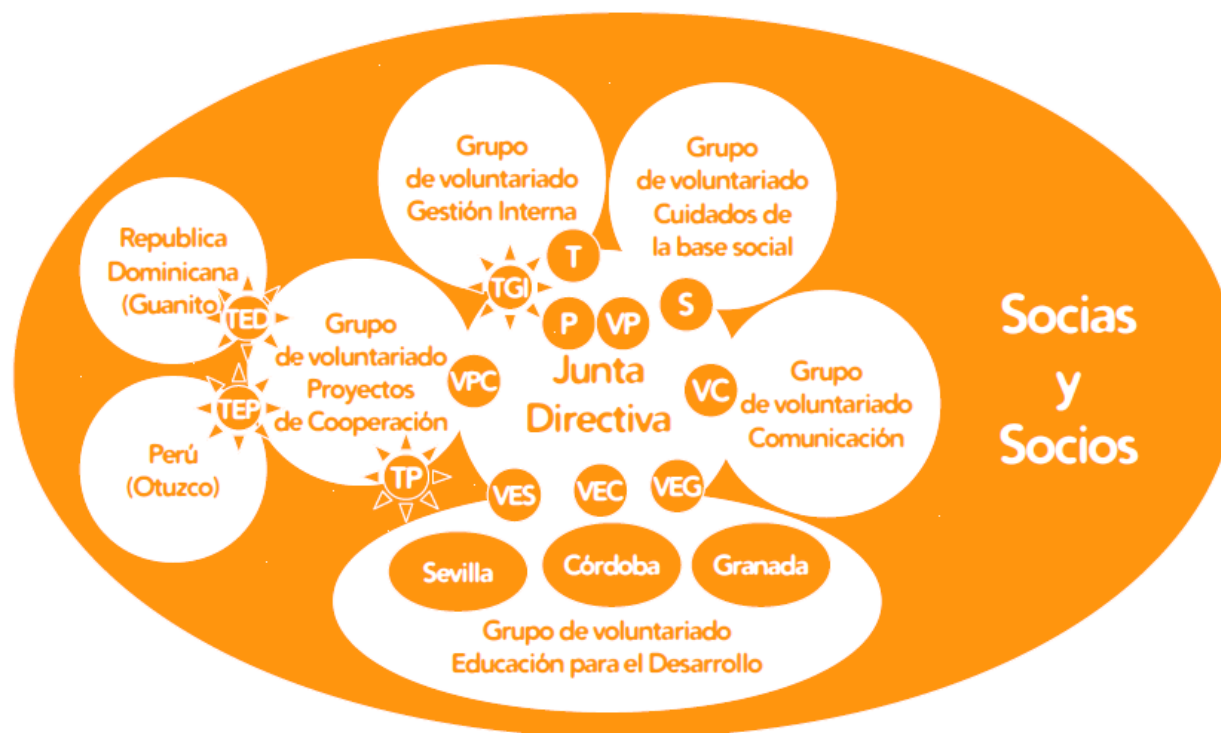 Grupo
de voluntariado
Gestión Interna
Grupo
de voluntariado
Cuidados de
la base social
Republica
Dominicana
(Guanito)
TED
TGI
T
P
VP
S
Grupo
de voluntariado
Proyectos
de Cooperación
VPC
Junta
Directiva
VC
Grupo
de voluntariado
Comunicación
Socias
y
Socios
TEP
Perú
(Otuzco)
TP
VES
VEC
VEG
Sevilla
Córdoba
Granada
Grupo de voluntariado
Educación para el Desarrollo